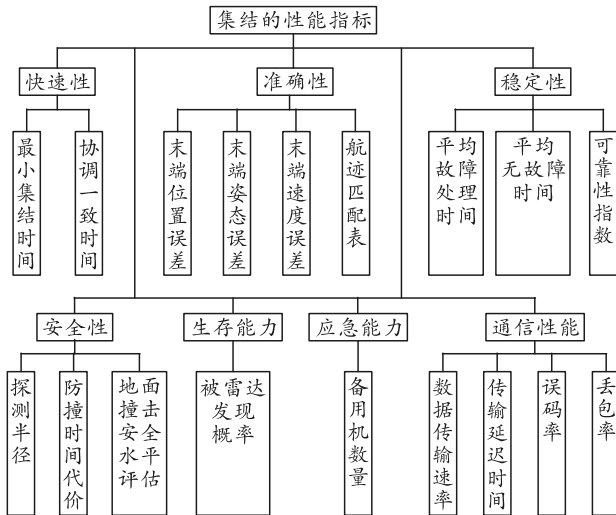 集结的性能指标
快速性
准确性
稳定性
最小集结时间
协调一致时间
末端位置误差
末端姿态误差
末端速度误差
航迹匹配表
平均
故障
处理
时间
平均
无故障
时间
可靠性指数
安全性
生存能力
应急能力
通信性能
探测半径
防撞时间代价
地面
撞击
安全
水平
评估
被雷达
发现
概率
备用机数量
数据传输速率
传输延迟时间
误码率
丢包率